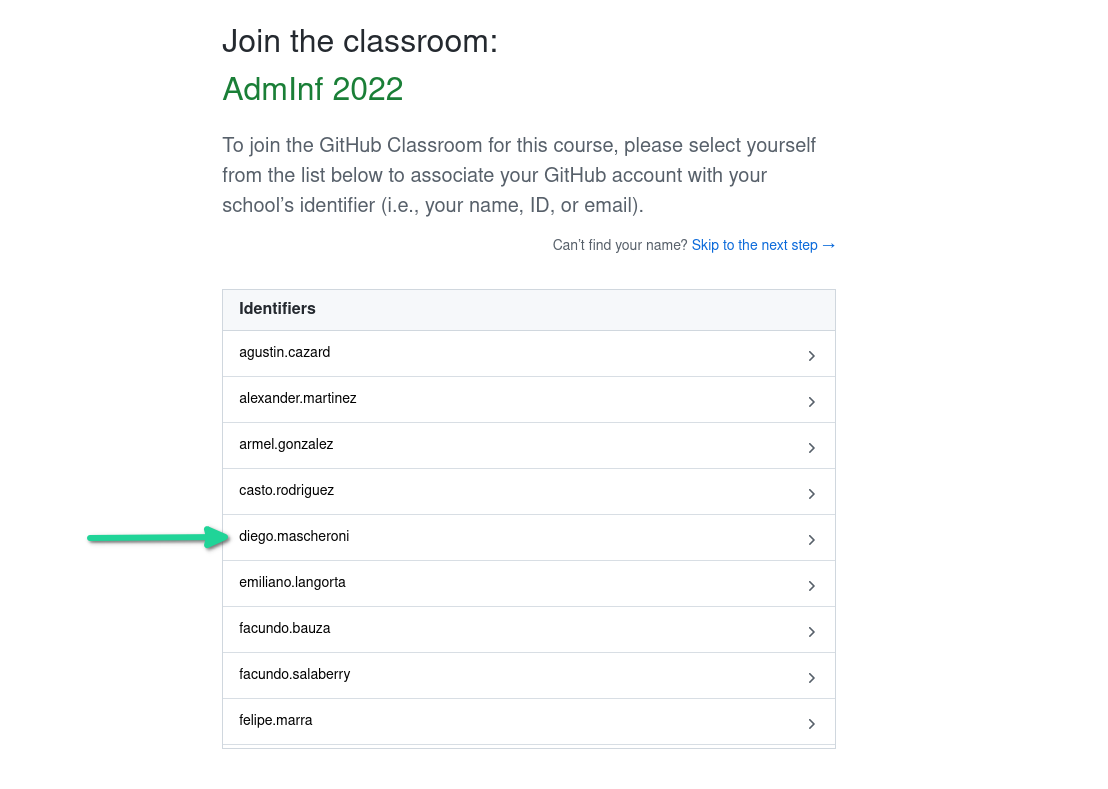 Join the classroom:
AdmInf 2022
To join the GitHub Classroom for this course, please select yourself
from the list below to associate your GitHub account with your
school’s identifier (i.e., your name, ID, or email).
Can’t find your name? Skip to the next step →
Identifiers
agustin.cazard
alexander.martinez
armel.gonzalez
casto.rodriguez
diego.mascheroni
emiliano.langorta
facundo.bauza
facundo.salaberry
felipe.marra